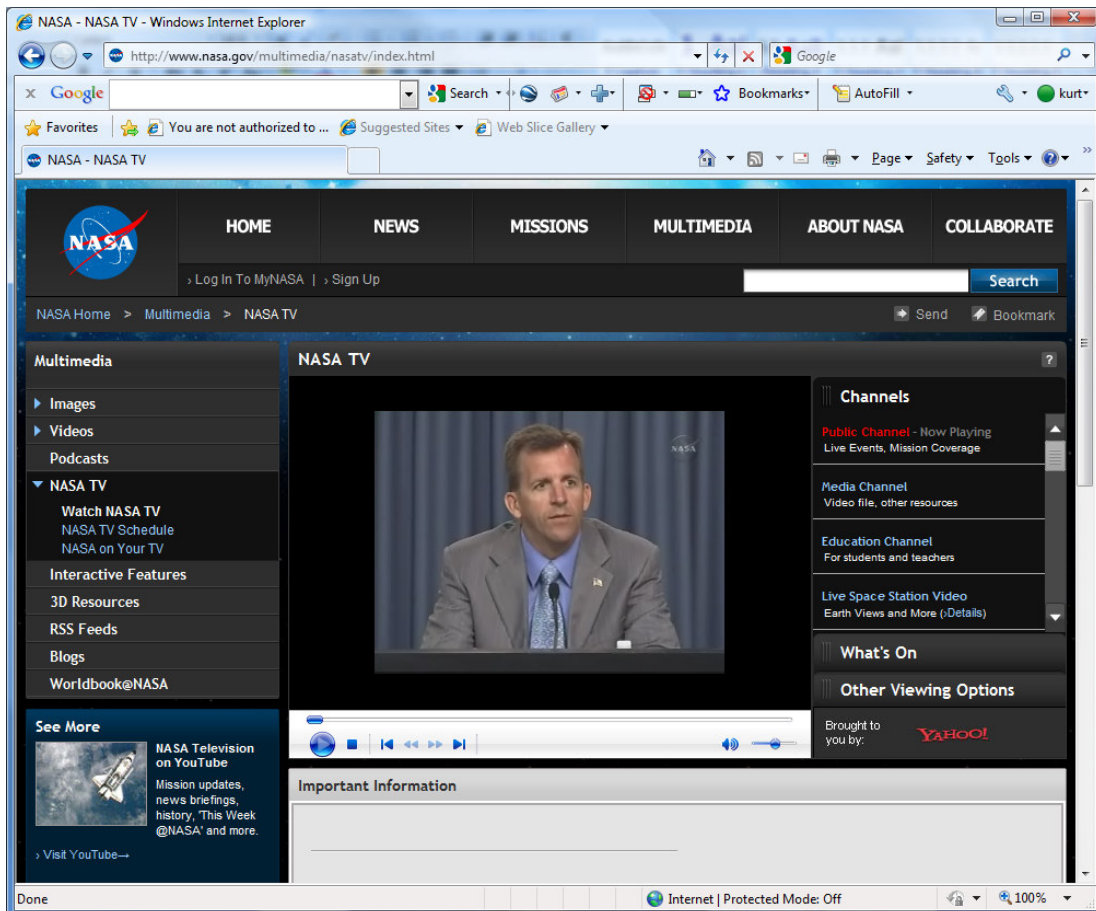 NASA - NASA TV - Windows Internet Explorer
http://www.nasa.gov/multimedia/nasatv/index.html
Google
x Google Search Bookmarks AutoFill kurt
Favorites You are not authorized to ... Suggested Sites Web Slice Gallery
NASA - NASA TV Page Safety Tools »
NASA HOME NEWS MISSIONS MULTIMEDIA ABOUT NASA COLLABORATE
› Log In To MyNASA | › Sign Up Search
NASA Home > Multimedia > NASA TV Send Bookmark
Multimedia
Images
Videos
Podcasts
NASA TV
Watch NASA TV
NASA TV Schedule
NASA on Your TV
Interactive Features
3D Resources
RSS Feeds
Blogs
Worldbook@NASA
See More
NASA Television
on YouTube
Mission updates,
news briefings,
history, 'This Week
@NASA' and more.
› Visit YouTube→
NASA TV ?
NASA
Channels
Public Channel - Now Playing
Live Events, Mission Coverage
Media Channel
Video file, other resources
Education Channel
For students and teachers
Live Space Station Video
Earth Views and More (›Details)
What's On
Other Viewing Options
Brought to
you by: YAHOO!
Important Information
Done Internet | Protected Mode: Off 100%